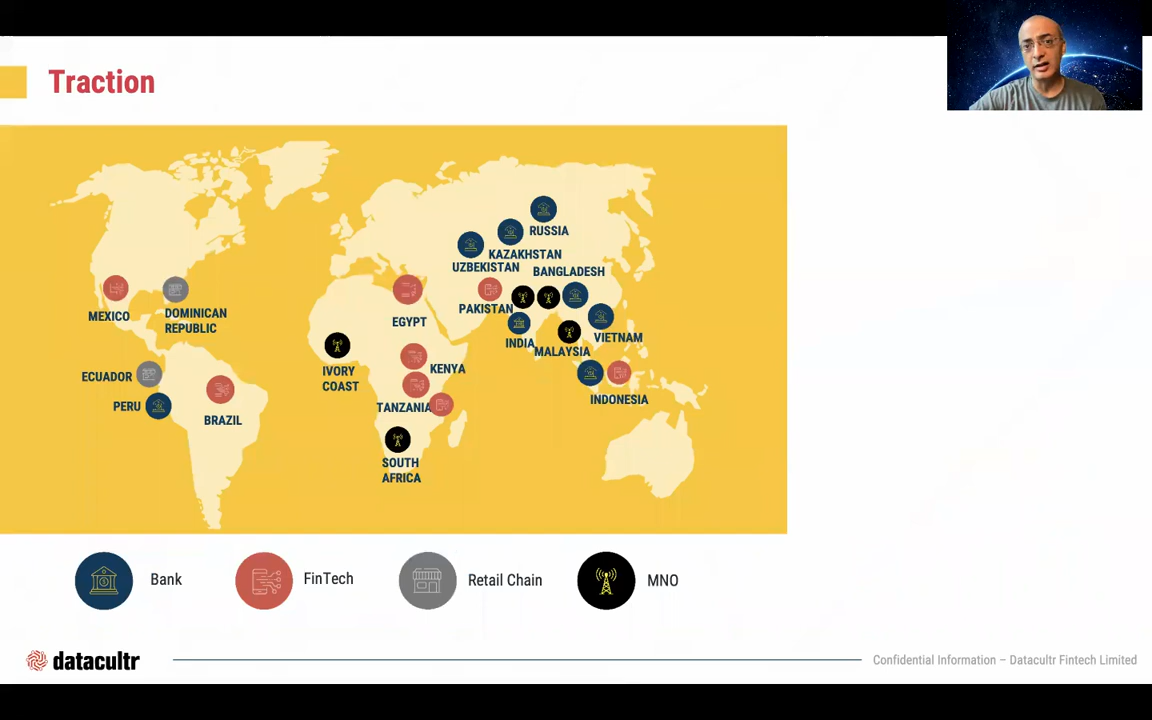 Traction
RUSSIA
KAZAKHSTAN
UZBEKISTAN
BANGLADESH
PAKISTAN
MEXICO
DOMINICAN
REPUBLIC
EGYPT
INDIA
VIETNAM
MALAYSIA
IVORY
COAST
KENYA
ECUADOR
INDONESIA
PERU
TANZANIA
BRAZIL
SOUTH
AFRICA
Bank
FinTech
Retail Chain
MNO
datacultr
Confidential Information – Datacultr Fintech Limited